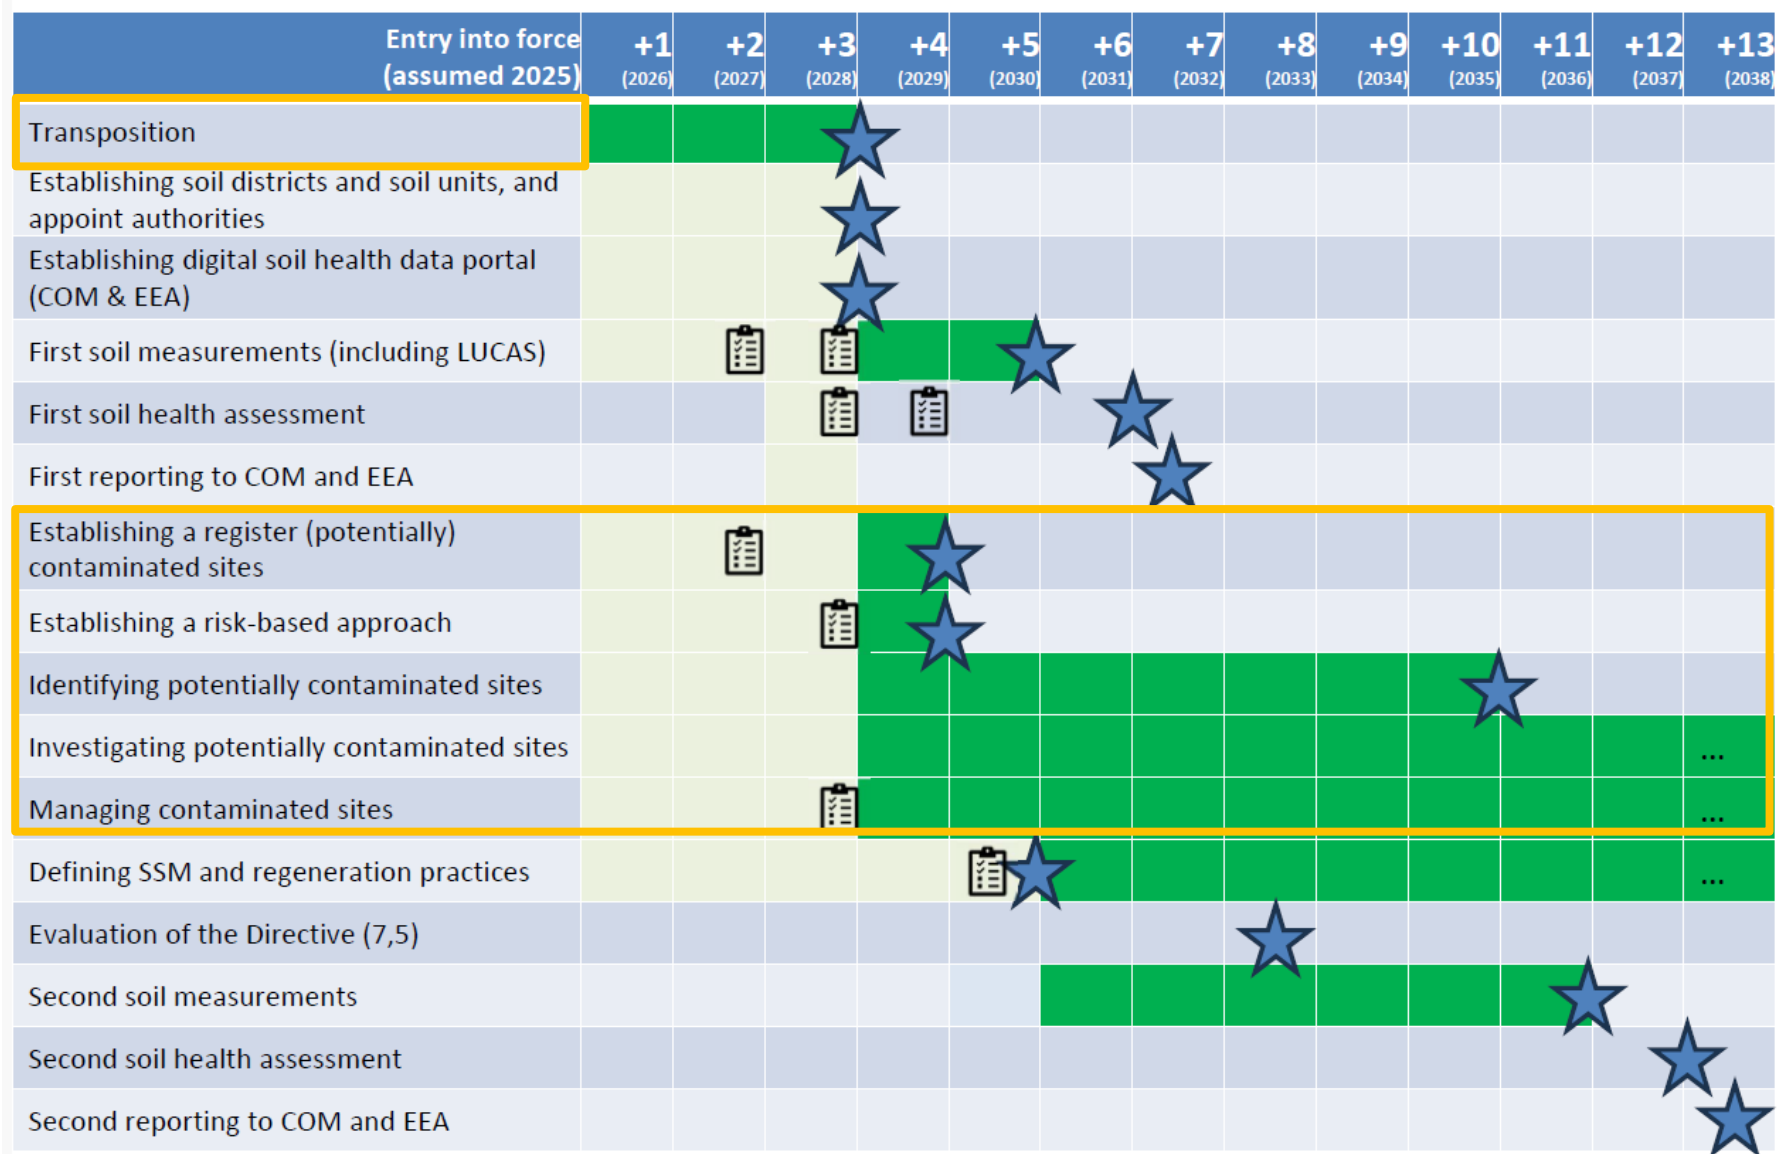 Entry into force
(assumed 2025)
+1 +2 +3 +4 +5 +6 +7 +8 +9 +10 +11 +12 +13
(2026) (2027) (2028) (2029) (2030) (2031) (2032) (2033) (2034) (2035) (2036) (2037) (2038)
Transposition
Establishing soil districts and soil units, and
appoint authorities
Establishing digital soil health data portal
(COM & EEA)
First soil measurements (including LUCAS)
First soil health assessment
First reporting to COM and EEA
Establishing a register (potentially)
contaminated sites
Establishing a risk-based approach
Identifying potentially contaminated sites
Investigating potentially contaminated sites ...
Managing contaminated sites ...
Defining SSM and regeneration practices ...
Evaluation of the Directive (7,5)
Second soil measurements
Second soil health assessment
Second reporting to COM and EEA